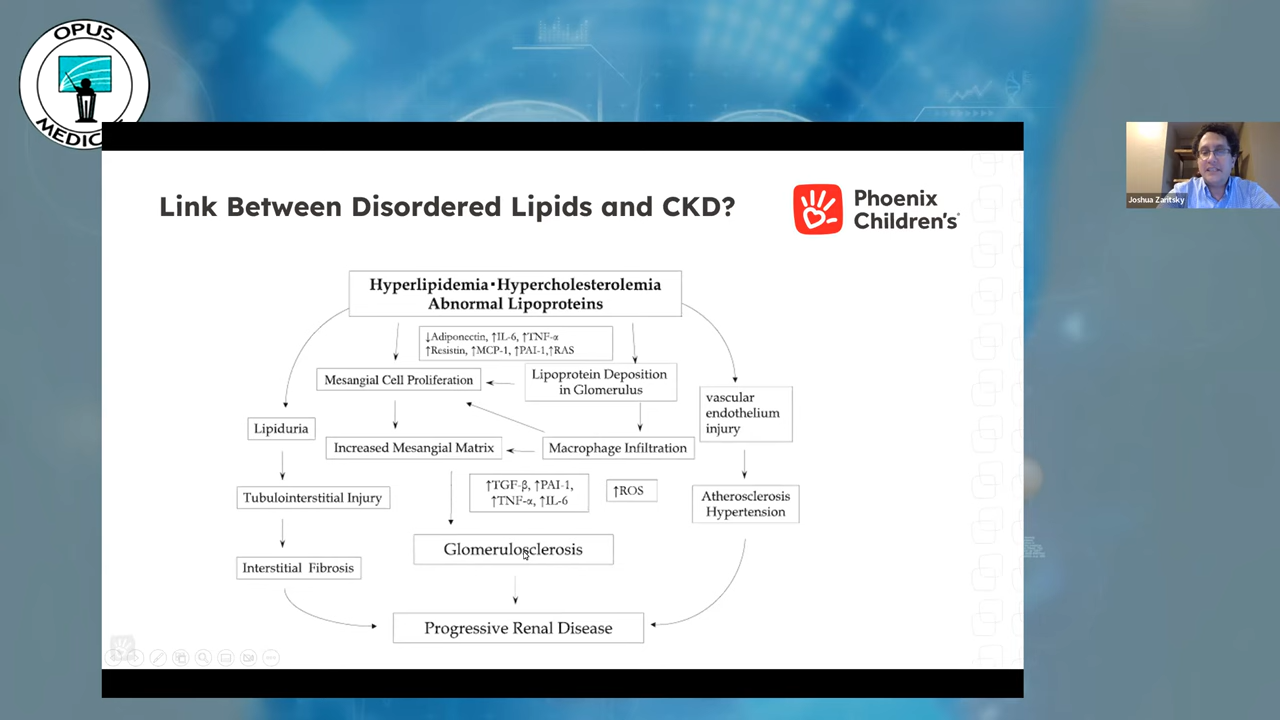 OPUS
MEDIC
Joshua Zaritsky
Link Between Disordered Lipids and CKD?
Phoenix
Children's
Hyperlipidemia・Hypercholesterolemia
Abnormal Lipoproteins
↓Adiponectin, ↑IL-6, ↑TNF-α
↑Resistin, ↑MCP-1, ↑PAI-1,↑RAS
Mesangial Cell Proliferation
Lipoprotein Deposition
in Glomerulus
vascular
endothelium
injury
Lipiduria
Increased Mesangial Matrix
Macrophage Infiltration
↑TGF-β, ↑PAI-1,
↑TNF-α, ↑IL-6
↑ROS
Tubulointerstitial Injury
Atherosclerosis
Hypertension
Glomerulosclerosis
Interstitial Fibrosis
Progressive Renal Disease